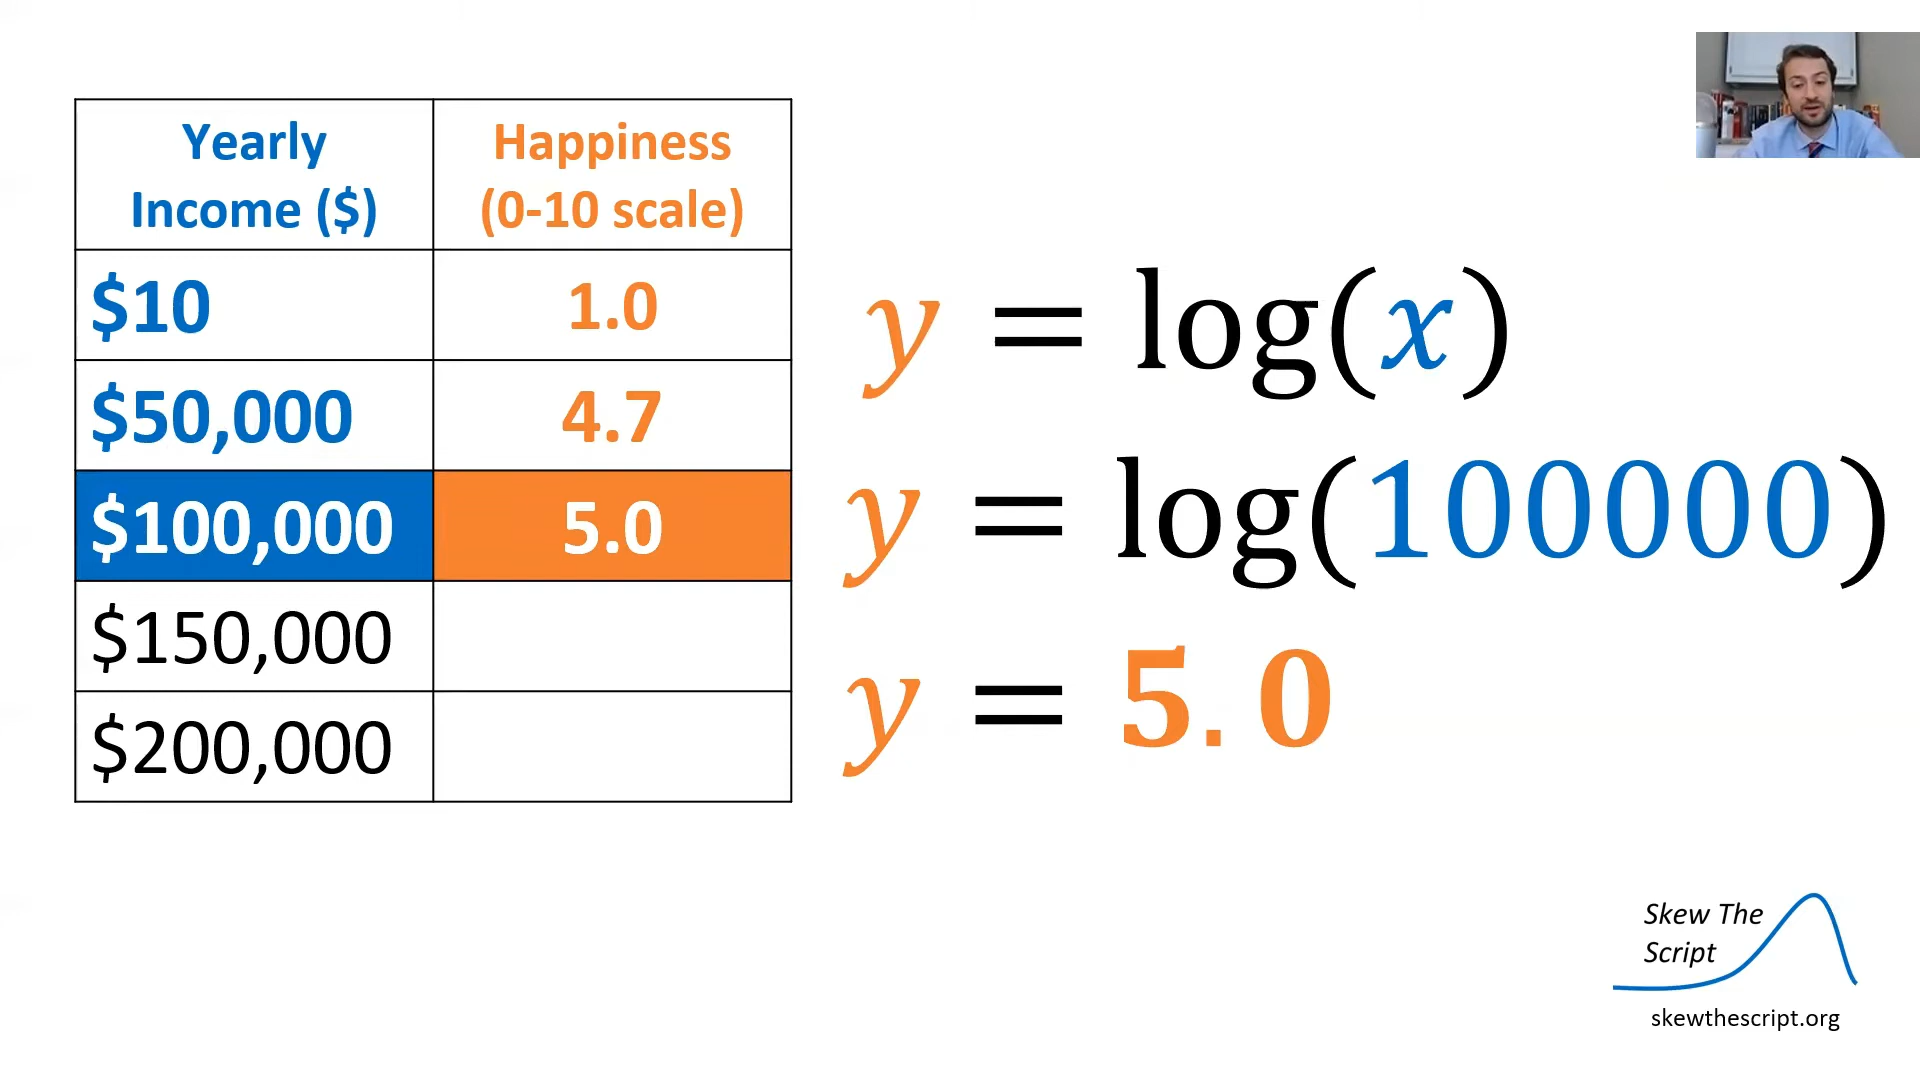 Yearly Income ($)
Happiness (0-10 scale)
$10 1.0
$50,000 4.7
$100,000 5.0
$150,000
$200,000
y = log(x)
y = log(100000)
y = 5.0
Skew The
Script
skewthescript.org